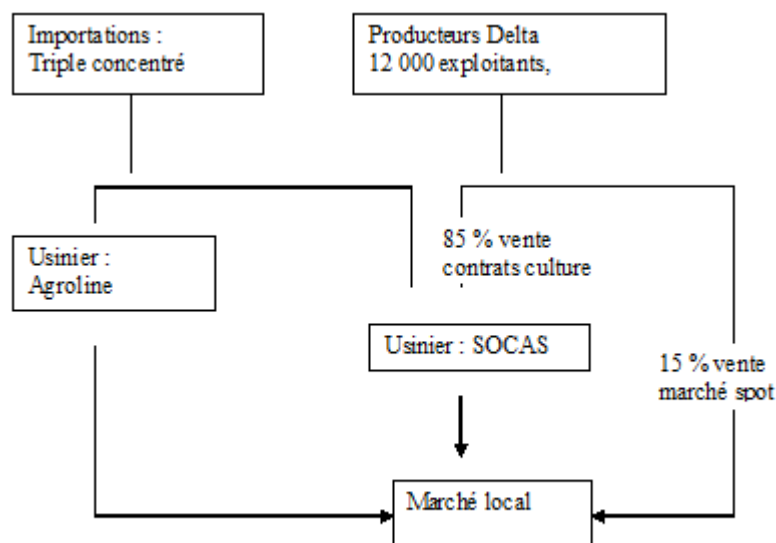 Importations :
Triple concentré
Producteurs Delta
12 000 exploitants,
Usinier :
Agroline
85 % vente
contrats culture
Usinier : SOCAS
15 % vente
marché spot
Marché local